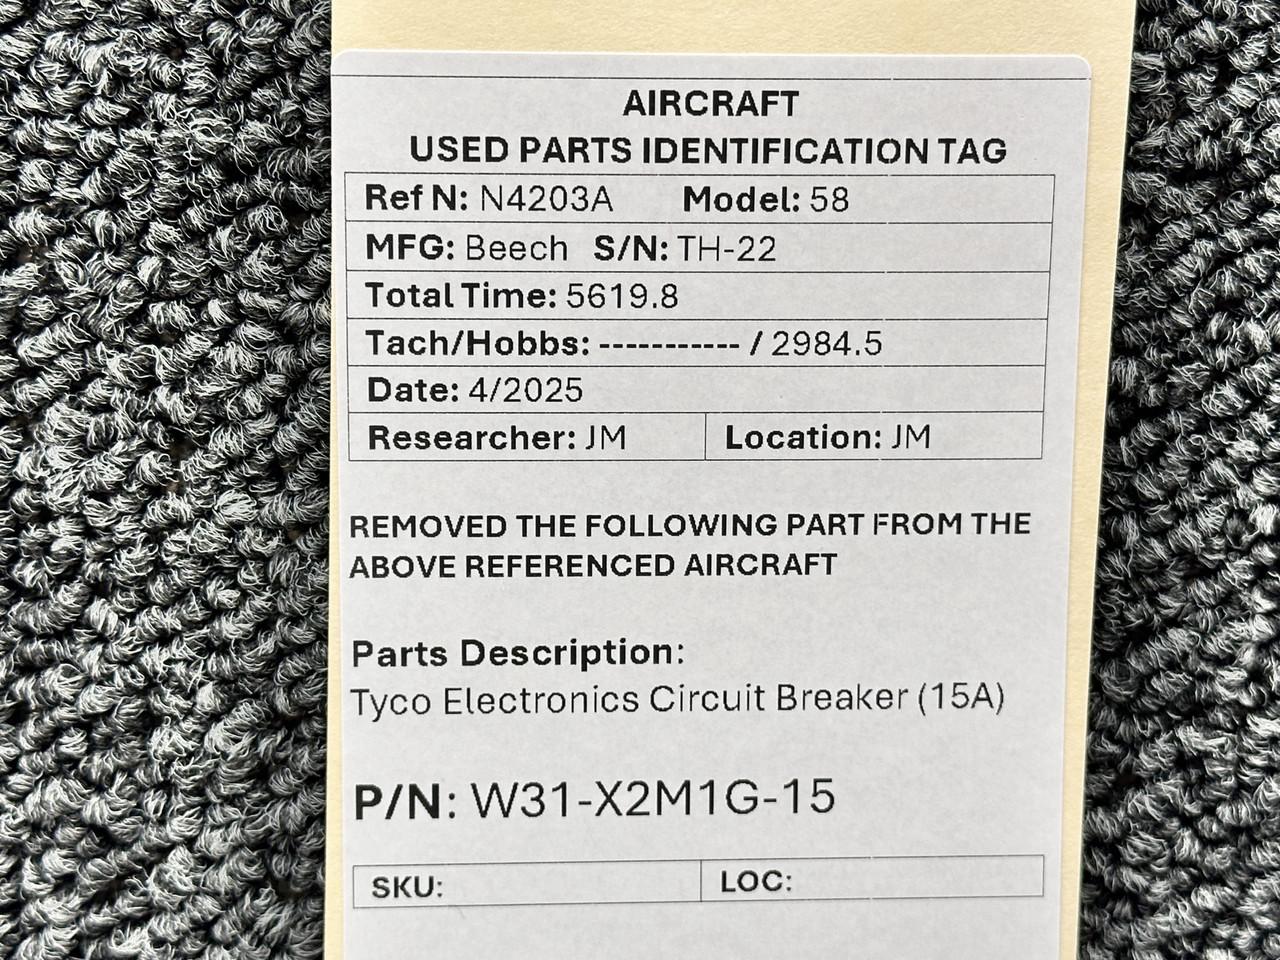 AIRCRAFT
USED PARTS IDENTIFICATION TAG
Ref N: N4203A Model: 58
MFG: Beech S/N: TH-22
Total Time: 5619.8
Tach/Hobbs: ----------- / 2984.5
Date: 4/2025
Researcher: JM Location: JM
REMOVED THE FOLLOWING PART FROM THE
ABOVE REFERENCED AIRCRAFT
Parts Description:
Tyco Electronics Circuit Breaker (15A)
P/N: W31-X2M1G-15
SKU: LOC: